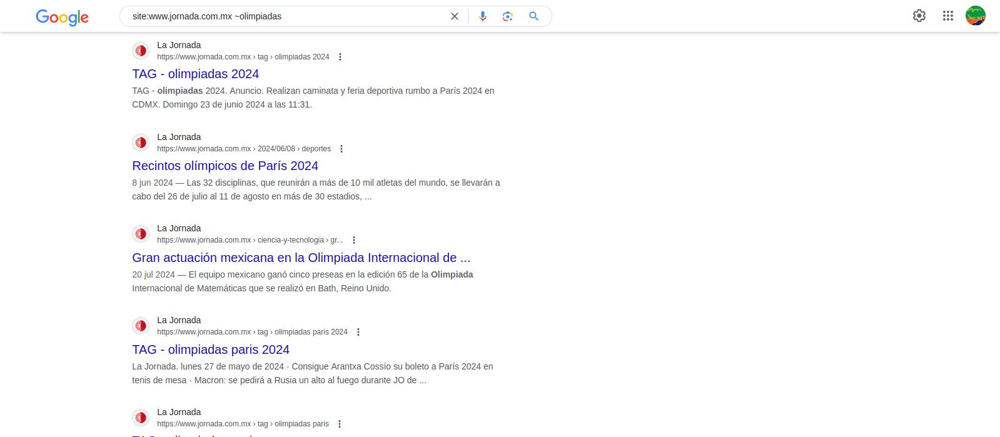 Google
site:www.jornada.com.mx ~olimpiadas
La Jornada
https://www.jornada.com.mx › tag › olimpiadas 2024
TAG - olimpiadas 2024
TAG - olimpiadas 2024. Anuncio. Realizan caminata y feria deportiva rumbo a París 2024 en
CDMX. Domingo 23 de junio 2024 a las 11:31.
La Jornada
https://www.jornada.com.mx › 2024/06/08 › deportes
Recintos olímpicos de París 2024
8 jun 2024 — Las 32 disciplinas, que reunirán a más de 10 mil atletas del mundo, se llevarán a
cabo del 26 de julio al 11 de agosto en más de 30 estadios, ...
La Jornada
https://www.jornada.com.mx › ciencia-y-tecnologia › gr...
Gran actuación mexicana en la Olimpiada Internacional de ...
20 jul 2024 — El equipo mexicano ganó cinco preseas en la edición 65 de la Olimpiada
Internacional de Matemáticas que se realizó en Bath, Reino Unido.
La Jornada
https://www.jornada.com.mx › tag › olimpiadas paris 2024
TAG - olimpiadas paris 2024
La Jornada. lunes 27 de mayo de 2024 · Consigue Arantxa Cossío su boleto a París 2024 en
tenis de mesa · Macron: se pedirá a Rusia un alto al fuego durante JO de ...
La Jornada
https://www.jornada.com.mx › tag › olimpiadas paris